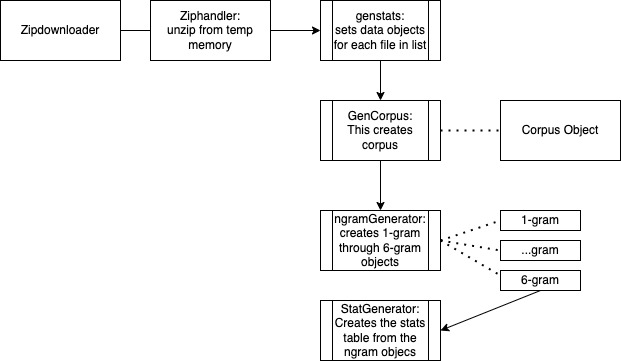 Zipdownloader
Ziphandler:
unzip from temp
memory
genstats:
sets data objects
for each file in list
GenCorpus:
This creates
corpus
Corpus Object
ngramGenerator:
creates 1-gram
through 6-gram
objects
1-gram
...gram
6-gram
StatGenerator:
Creates the stats
table from the
ngram objecs